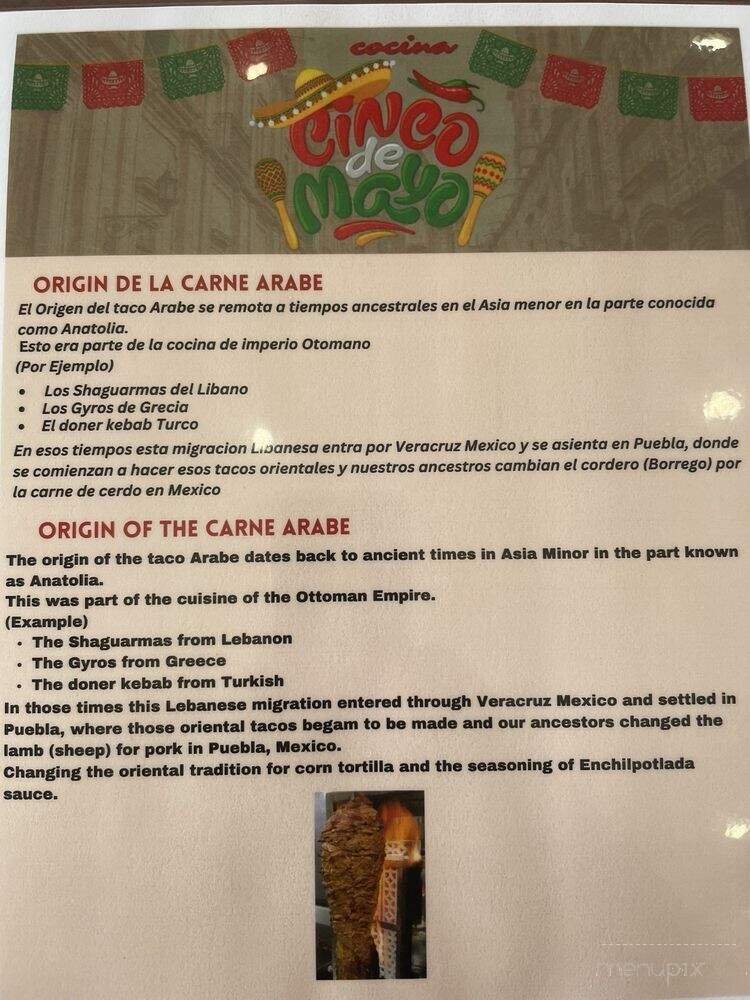 cocina
CINCO
de
MAYO
ORIGIN DE LA CARNE ARABE
El Origen del taco Arabe se remota a tiempos ancestrales en el Asia menor en la parte conocida
como Anatolia.
Esto era parte de la cocina de imperio Otomano
(Por Ejemplo)
• Los Shaguarmas del Libano
• Los Gyros de Grecia
• El doner kebab Turco
En esos tiempos esta migracion Libanesa entra por Veracruz Mexico y se asienta en Puebla, donde
se comienzan a hacer esos tacos orientales y nuestros ancestros cambian el cordero (Borrego) por
la carne de cerdo en Mexico
ORIGIN OF THE CARNE ARABE
The origin of the taco Arabe dates back to ancient times in Asia Minor in the part known
as Anatolia.
This was part of the cuisine of the Ottoman Empire.
(Example)
• The Shaguarmas from Lebanon
• The Gyros from Greece
• The doner kebab from Turkish
In those times this Lebanese migration entered through Veracruz Mexico and settled in
Puebla, where those oriental tacos begam to be made and our ancestors changed the
lamb (sheep) for pork in Puebla, Mexico.
Changing the oriental tradition for corn tortilla and the seasoning of Enchilpotlada
sauce.
menupix